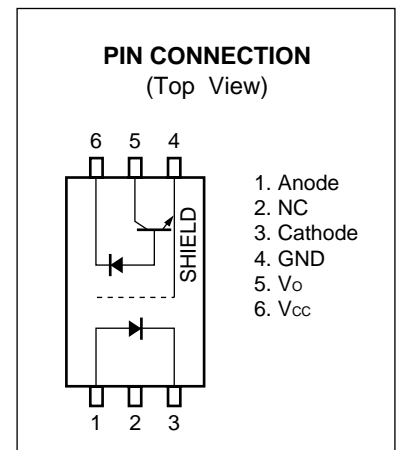 PIN CONNECTION
(Top View)
6 5 4
SHIELD
1 2 3
1. Anode
2. NC
3. Cathode
4. GND
5. Vo
6. Vcc